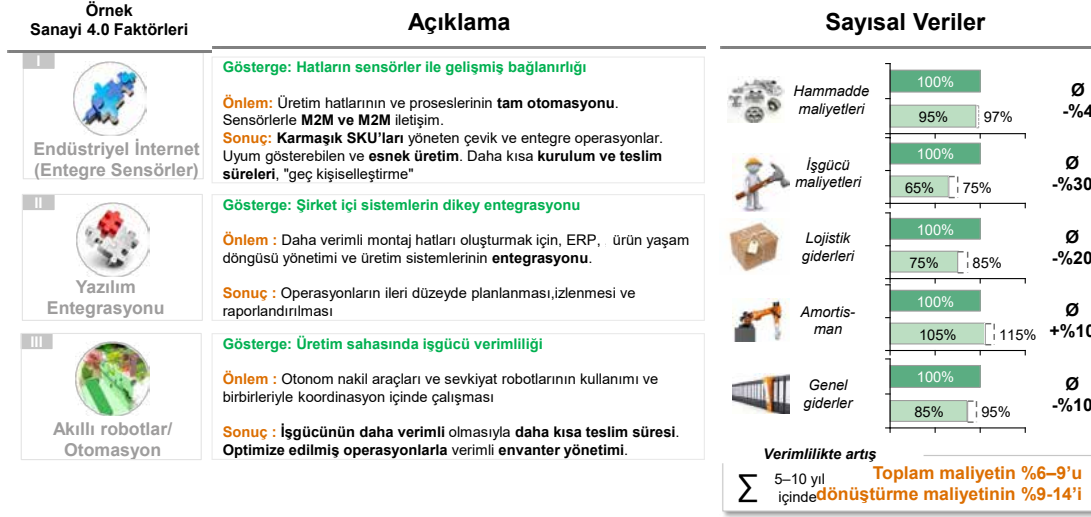 Örnek
Sanayi 4.0 Faktörleri
Açıklama
Sayısal Veriler
I
Endüstriyel İnternet
(Entegre Sensörler)
Gösterge: Hatların sensörler ile gelişmiş bağlanırlığı
Önlem: Üretim hatlarının ve proseslerinin tam otomasyonu.
Sensörlerle M2M ve M2M iletişim.
Sonuç: Karmaşık SKU'ları yöneten çevik ve entegre operasyonlar.
Uyum gösterebilen ve esnek üretim. Daha kısa kurulum ve teslim
süreleri, "geç kişiselleştirme"
II
Yazılım
Entegrasyonu
Gösterge: Şirket içi sistemlerin dikey entegrasyonu
Önlem : Daha verimli montaj hatları oluşturmak için, ERP, ürün yaşam
döngüsü yönetimi ve üretim sistemlerinin entegrasyonu.
Sonuç : Operasyonların ileri düzeyde planlanması,izlenmesi ve
raporlandırılması
III
Akıllı robotlar/
Otomasyon
Gösterge: Üretim sahasında işgücü verimliliği
Önlem : Otonom nakil araçları ve sevkiyat robotlarının kullanımı ve
birbirleriyle koordinasyon içinde çalışması
Sonuç : İşgücünün daha verimli olmasıyla daha kısa teslim süresi.
Optimize edilmiş operasyonlarla verimli envanter yönetimi.
Hammadde
maliyetleri
100%
95% 97%
Ø
-%4
İşgücü
maliyetleri
100%
65% 75%
Ø
-%30
Lojistik
giderleri
100%
75% 85%
Ø
-%20
Amortis-
man
100%
105% 115%
Ø
+%10
Genel
giderler
100%
85% 95%
Ø
-%10
Verimlilikte artış
∑ 5–10 yıl Toplam maliyetin %6–9'u
içinde dönüştürme maliyetinin %9-14'i